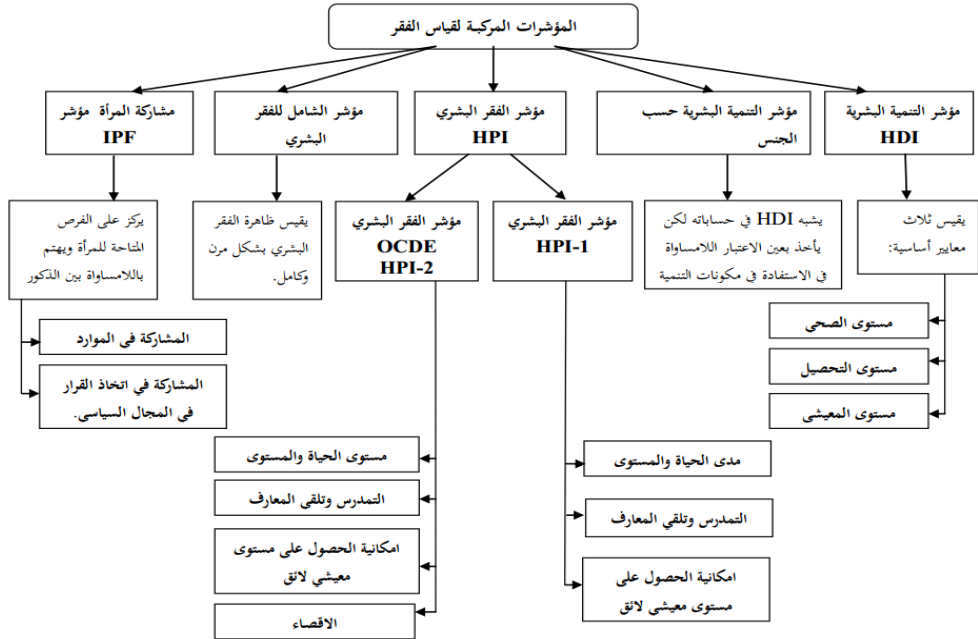 المؤشرات المركبة لقياس الفقر
مؤشر التنمية البشرية
HDI
مؤشر التنمية البشرية حسب
الجنس
مؤشر الفقر البشري
HPI
مؤشر الشامل للفقر
البشري
مشاركة المرأة مؤشر
IPF
يقيس ثلاث
معايير أساسية:
يشبه HDI في حساباته لكن
يأخذ بعين الاعتبار اللامساواة
في الاستفادة في مكونات التنمية
مؤشر الفقر البشري
HPI-1
مؤشر الفقر البشري
OCDE
HPI-2
يقيس ظاهرة الفقر
البشري بشكل مرن
وكامل.
يركز على الفرص
المتاحة للمرأة ويهتم
باللامساواة بين الذكور
مستوى الصحي
مستوى التحصيل
مستوى المعيشي
مدى الحياة والمستوى
التمدرس وتلقي المعارف
امكانية الحصول على
مستوى معيشي لائق
مستوى الحياة والمستوى
التمدرس وتلقي المعارف
امكانية الحصول على مستوى
معيشي لائق
الاقصاء
المشاركة في الموارد
المشاركة في اتخاذ القرار
في المجال السياسي.